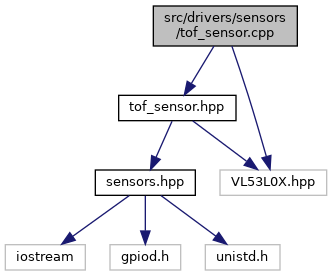 src/drivers/sensors
/tof_sensor.cpp
tof_sensor.hpp
sensors.hpp
VL53L0X.hpp
iostream
gpiod.h
unistd.h